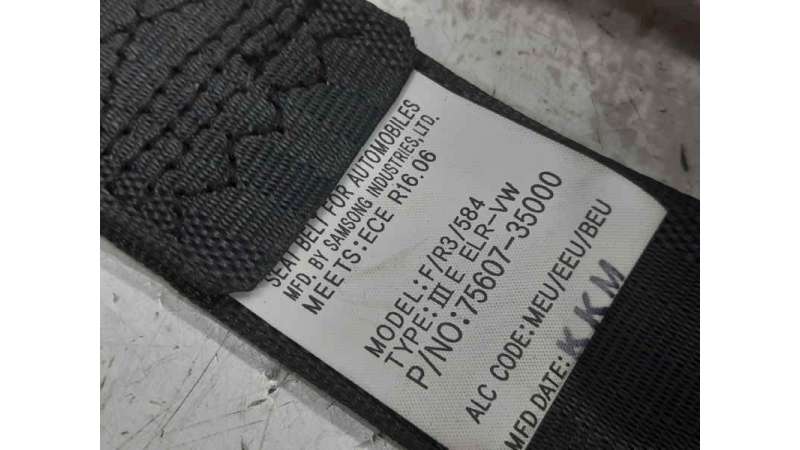 SEAT BELT FOR AUTOMOBILES
MFD. BY SAMSONG INDUSTRIES, LTD.
MEETS:ECE R16.06
MODEL:F/R3/584
TYPE:ⅢE ELR-VW
P/NO:75607-35000
ALC CODE:MEU/EEU/BEU
MFD DATE: KKM